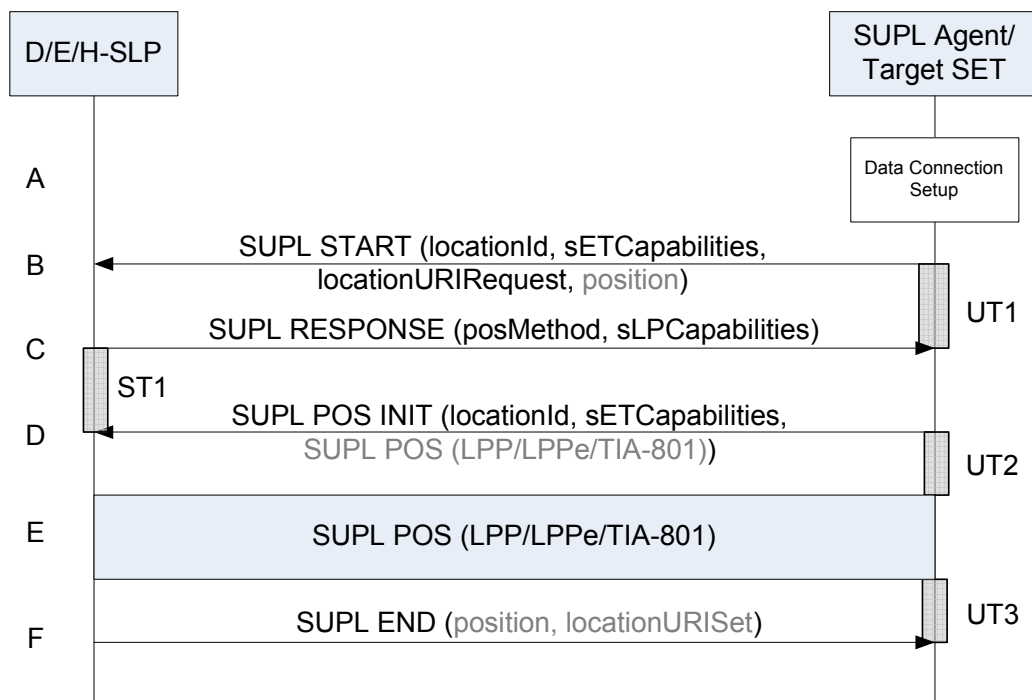 D/E/H-SLP
SUPL Agent/
Target SET
A
Data Connection
Setup
B
SUPL START (locationId, sETCapabilities,
locationURIRequest, position)
UT1
C
SUPL RESPONSE (posMethod, sLPCapabilities)
ST1
D
SUPL POS INIT (locationId, sETCapabilities,
SUPL POS (LPP/LPPe/TIA-801))
UT2
E
SUPL POS (LPP/LPPe/TIA-801)
F
SUPL END (position, locationURISet)
UT3